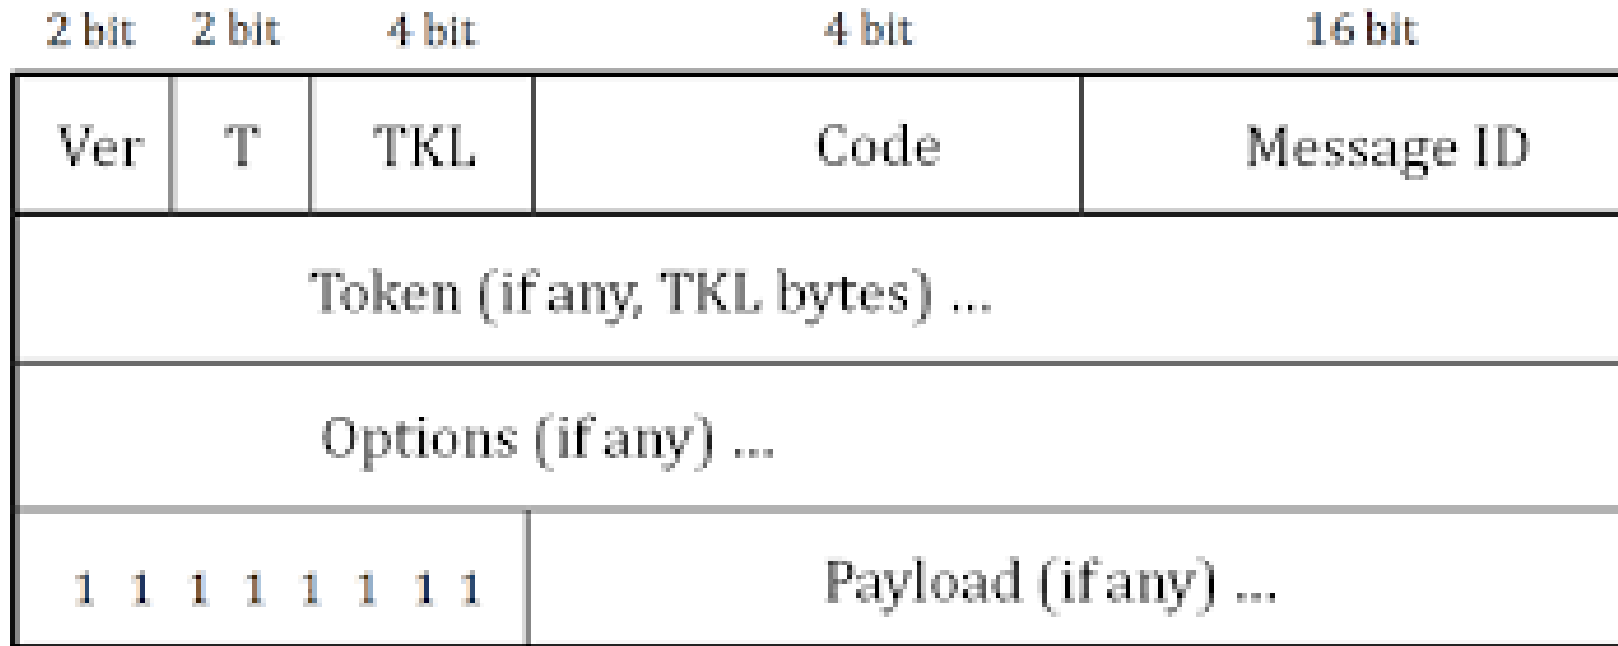 2 bit 2 bit 4 bit 4 bit 16 bit
Ver T TKL Code Message ID
Token (if any, TKL bytes) ...
Options (if any) ...
1 1 1 1 1 1 1 1 Payload (if any) ...